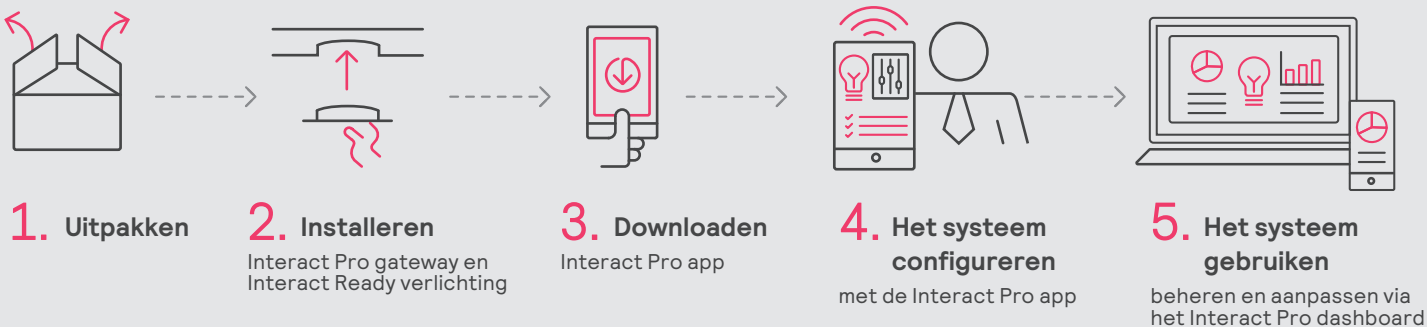 1. Uitpakken
2. Installeren
Interact Pro gateway en
Interact Ready verlichting
3. Downloaden
Interact Pro app
4. Het systeem
configureren
met de Interact Pro app
5. Het systeem
gebruiken
beheren en aanpassen via
het Interact Pro dashboard